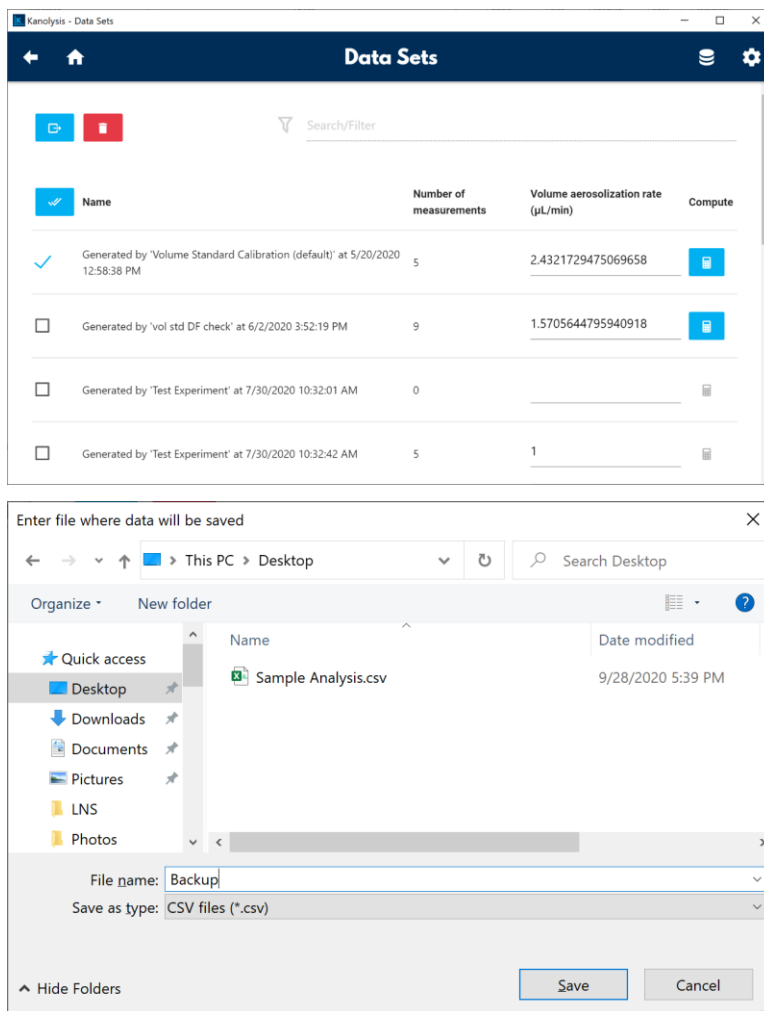 Kanolysis - Data Sets
Data Sets
Search/Filter
Name
Number of measurements
Volume aerosolization rate (µL/min)
Compute
Generated by 'Volume Standard Calibration (default)' at 5/20/2020 12:58:38 PM
5
2.4321729475069658
Generated by 'vol std DF check' at 6/2/2020 3:52:19 PM
9
1.5705644795940918
Generated by 'Test Experiment' at 7/30/2020 10:32:01 AM
0
Generated by 'Test Experiment' at 7/30/2020 10:32:42 AM
5
1
Enter file where data will be saved
This PC > Desktop
Search Desktop
Organize
New folder
?
Name
Date modified
Quick access
Desktop
Downloads
Documents
Pictures
LNS
Photos
Sample Analysis.csv
9/28/2020 5:39 PM
File name: Backup
Save as type: CSV files (*.csv)
Hide Folders
Save
Cancel